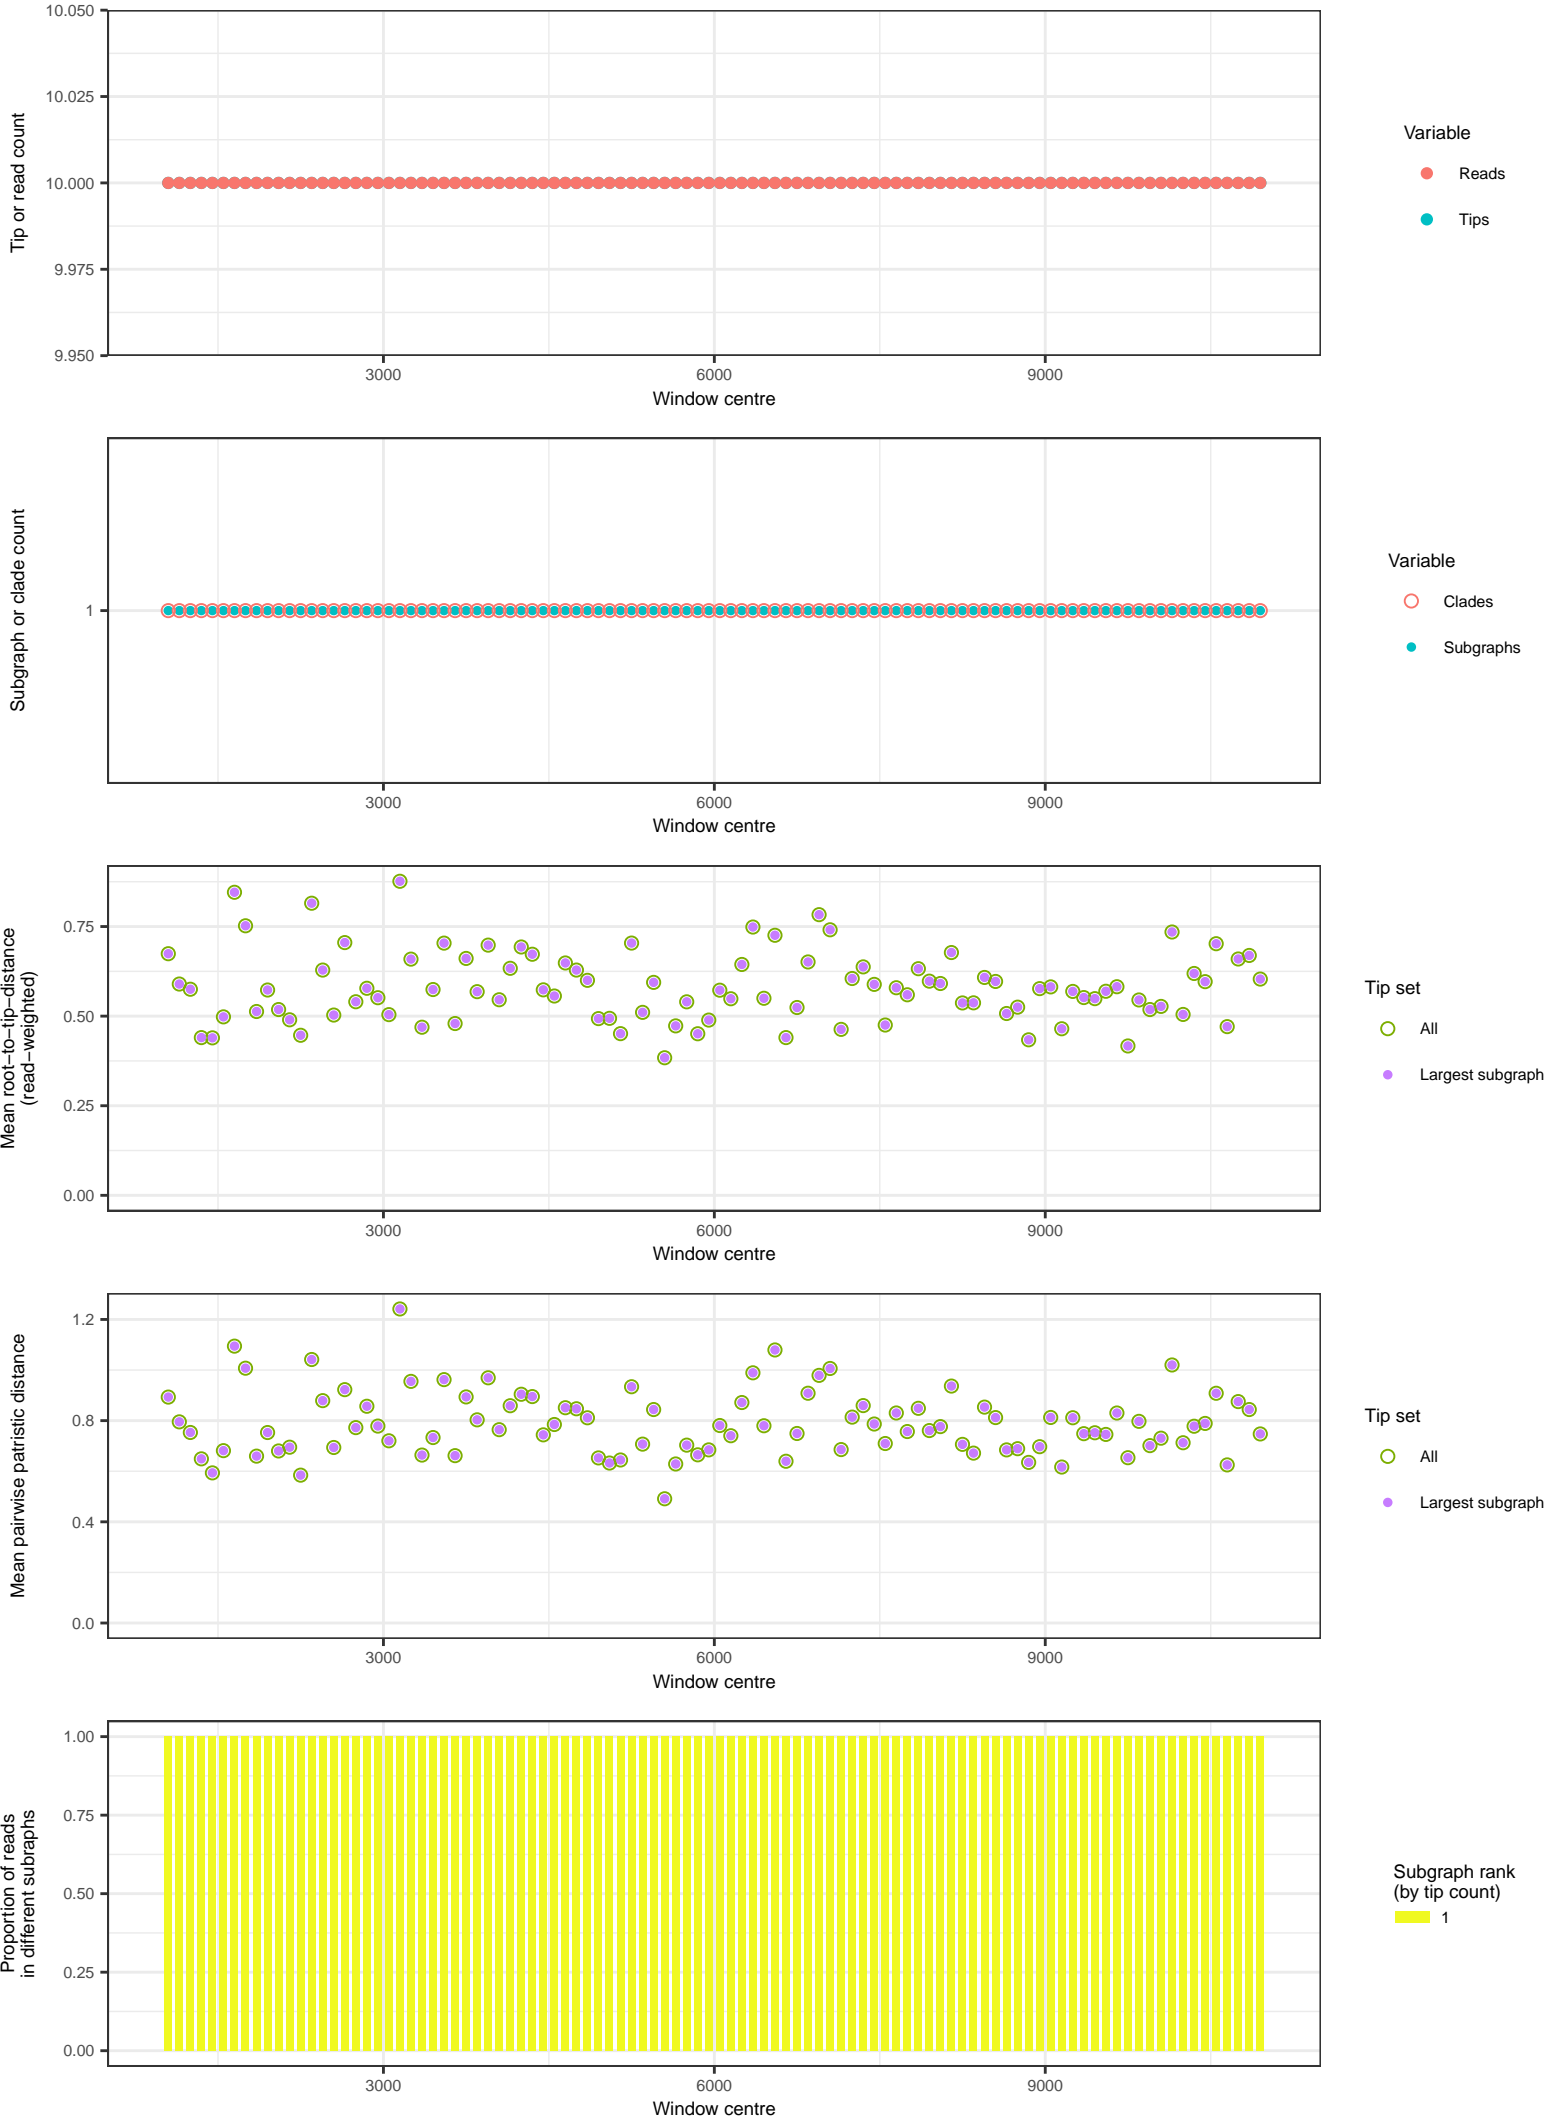 10.050
10.025
10.000
9.975
9.950
Tip or read count
3000
6000
9000
Window centre
Variable
Reads
Tips
1
Subgraph or clade count
3000
6000
9000
Window centre
Variable
Clades
Subgraphs
0.75
0.50
0.25
0.00
Mean root−to−tip−distance
(read−weighted)
3000
6000
9000
Window centre
Tip set
All
Largest subgraph
1.2
0.8
0.4
0.0
Mean pairwise patristic distance
3000
6000
9000
Window centre
Tip set
All
Largest subgraph
1.00
0.75
0.50
0.25
0.00
Proportion of reads
in different subraphs
3000
6000
9000
Window centre
Subgraph rank
(by tip count)
1